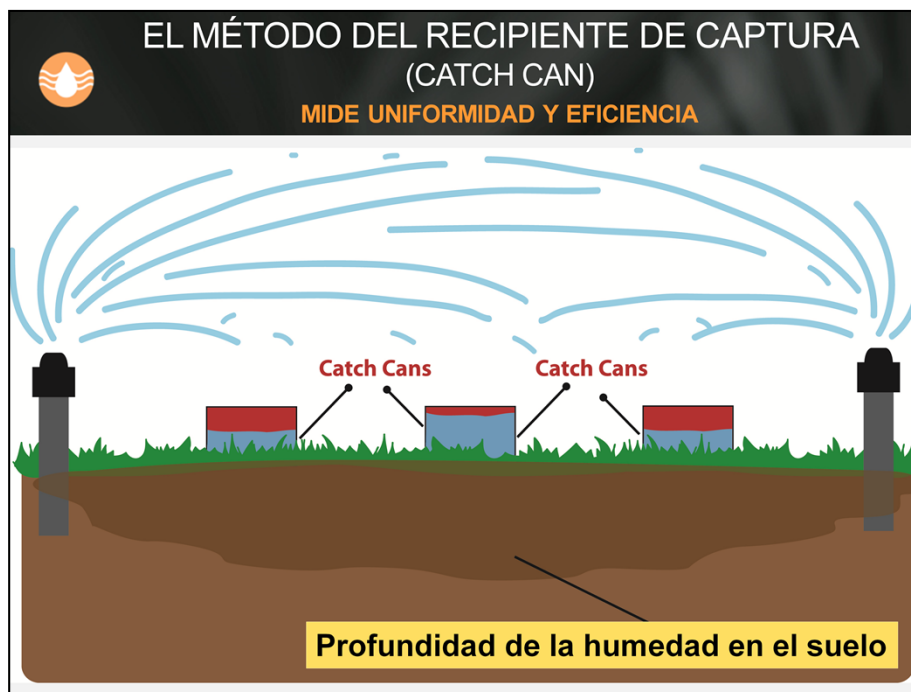 EL MÉTODO DEL RECIPIENTE DE CAPTURA
(CATCH CAN)
MIDE UNIFORMIDAD Y EFICIENCIA
Catch Cans
Catch Cans
Profundidad de la humedad en el suelo